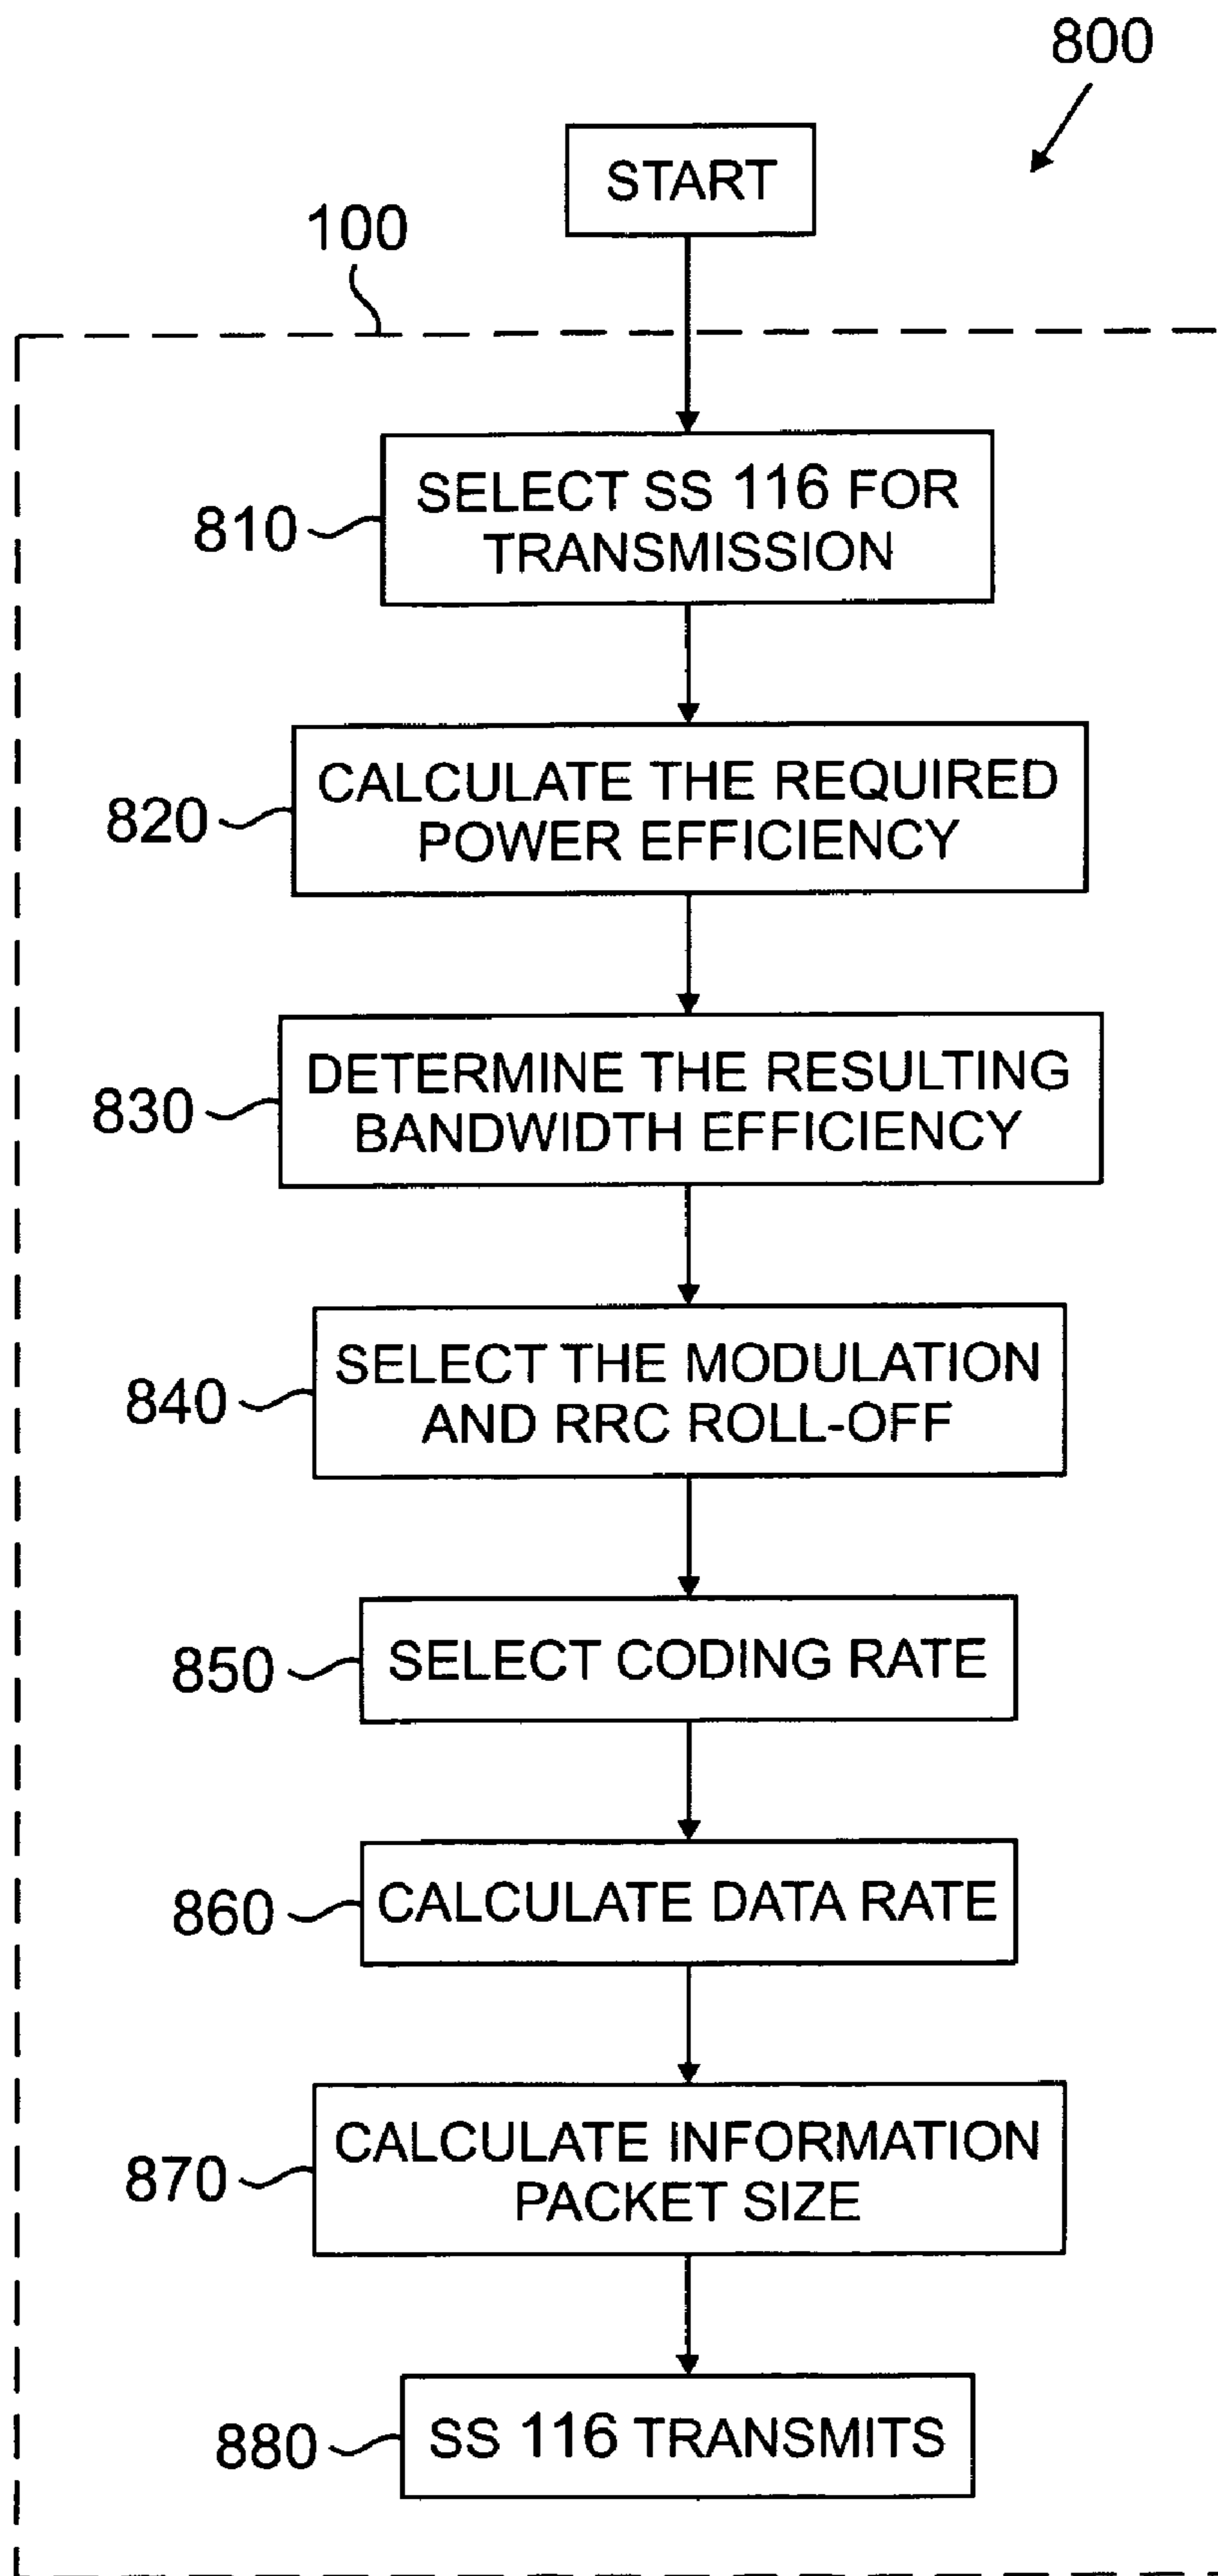 800
START
100
810
SELECT SS 116 FOR
TRANSMISSION
820
CALCULATE THE REQUIRED
POWER EFFICIENCY
830
DETERMINE THE RESULTING
BANDWIDTH EFFICIENCY
840
SELECT THE MODULATION
AND RRC ROLL-OFF
850
SELECT CODING RATE
860
CALCULATE DATA RATE
870
CALCULATE INFORMATION
PACKET SIZE
880
SS 116 TRANSMITS